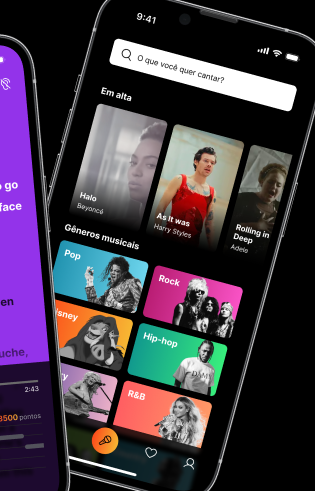 9:41
O que você quer cantar?
Em alta
Halo
Beyoncé
As It was
Harry Styles
Rolling in
Deep
Adele
Gêneros musicais
Pop
Rock
isney
Hip-hop
R&B
go
face
en
uche,
2:43
3500 pontos